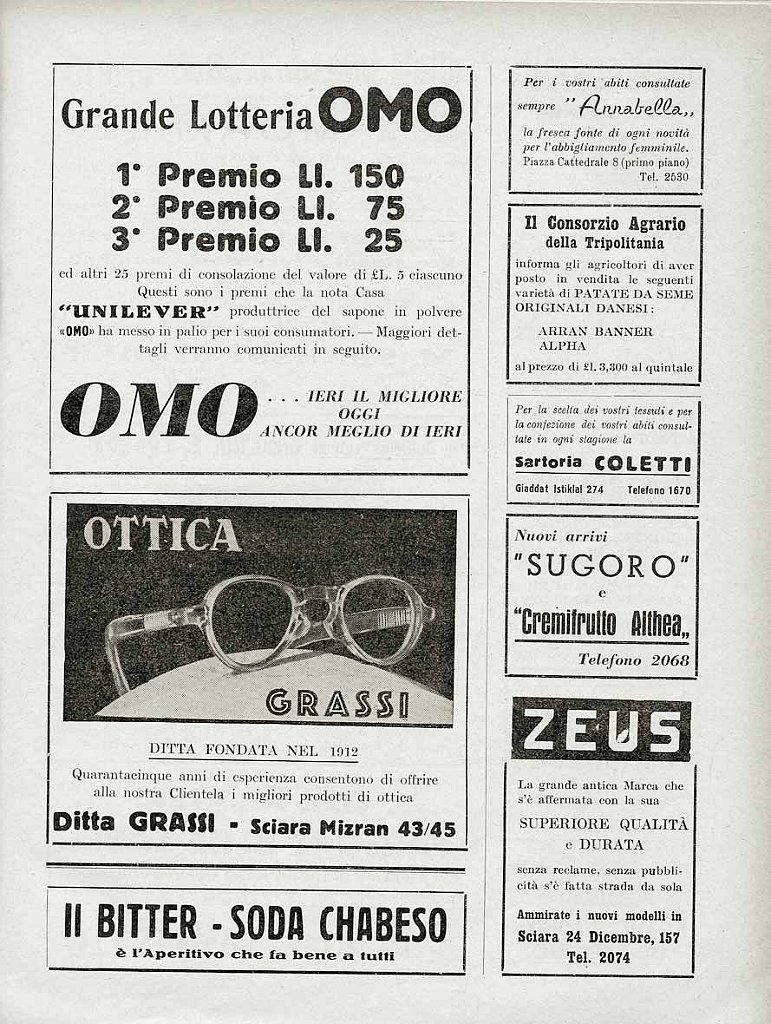 Grande Lotteria OMO
1° Premio Ll. 150
2° Premio Ll. 75
3° Premio Ll. 25
ed altri 25 premi di consolazione del valore di £L. 5 ciascuno
Questi sono i premi che la nota Casa
"UNILEVER" produttrice del sapone in polvere
«OMO» ha messo in palio per i suoi consumatori. — Maggiori det-
tagli verranno comunicati in seguito.
OMO
. . . IERI IL MIGLIORE
OGGI
ANCOR MEGLIO DI IERI
OTTICA
GRASSI
DITTA FONDATA NEL 1912
Quarantacinque anni di esperienza consentono di offrire
alla nostra Clientela i migliori prodotti di ottica
Ditta GRASSI - Sciara Mizran 43/45
Il BITTER - SODA CHABESO
è l'Aperitivo che fa bene a tutti
Per i vostri abiti consultate
sempre "Annabella„
la fresca fonte di ogni novità
per l'abbigliamento femminile.
Piazza Cattedrale 8 (primo piano)
Tel. 2530
Il Consorzio Agrario
della Tripolitania
informa gli agricoltori di aver
posto in vendita le seguenti
varietà di PATATE DA SEME
ORIGINALI DANESI :
ARRAN BANNER
ALPHA
al prezzo di £l. 3,300 al quintale
Per la scelta dei vostri tessuti e per
la confezione dei vostri abiti consul-
tate in ogni stagione la
Sartoria COLETTI
Giaddat Istiklal 274 Telefono 1670
Nuovi arrivi
"SUGORO"
e
"Cremifrutto Althea„
Telefono 2068
ZEUS
La grande antica Marca che
s'è affermata con la sua
SUPERIORE QUALITÀ
e DURATA
senza reclame, senza pubbli-
cità s'è fatta strada da sola
Ammirate i nuovi modelli in
Sciara 24 Dicembre, 157
Tel. 2074